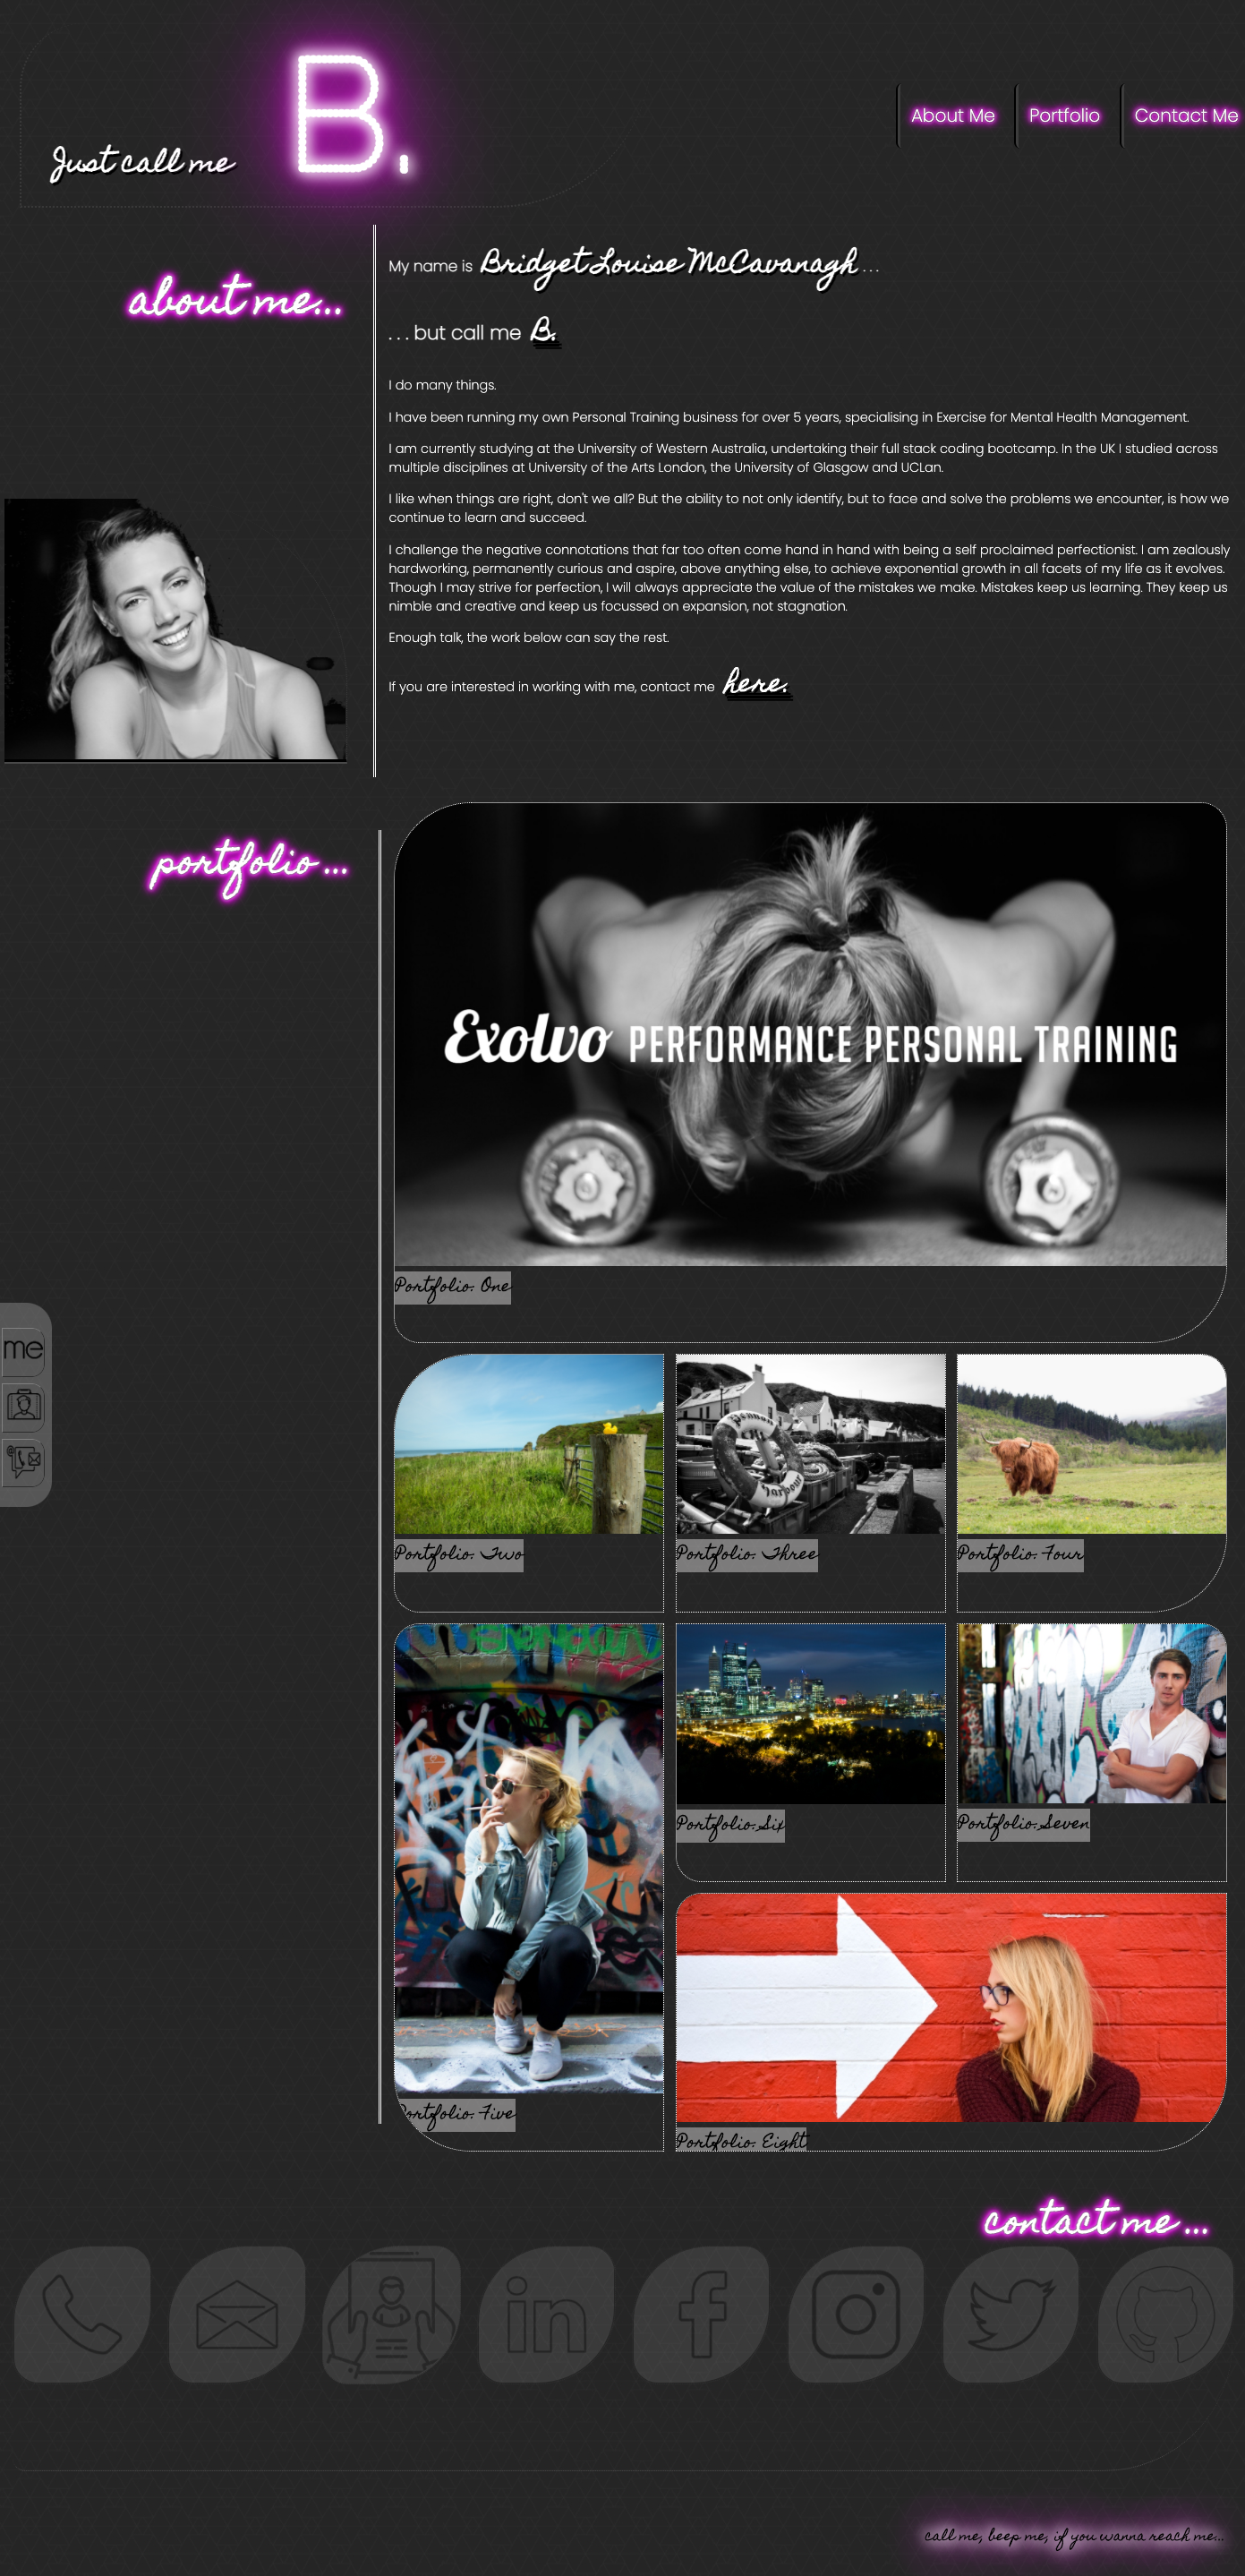 Just call me B.
About Me
Portfolio
Contact Me
about me...
My name is Bridget Louise McCavanagh ...
... but call me B.
I do many things.
I have been running my own Personal Training business for over 5 years, specialising in Exercise for Mental Health Management.
I am currently studying at the University of Western Australia, undertaking their full stack coding bootcamp. In the UK I studied across
multiple disciplines at University of the Arts London, the University of Glasgow and UCLan.
I like when things are right, don't we all? But the ability to not only identify, but to face and solve the problems we encounter, is how we
continue to learn and succeed.
I challenge the negative connotations that far too often come hand in hand with being a self proclaimed perfectionist. I am zealously
hardworking, permanently curious and aspire, above anything else, to achieve exponential growth in all facets of my life as it evolves.
Though I may strive for perfection, I will always appreciate the value of the mistakes we make. Mistakes keep us learning. They keep us
nimble and creative and keep us focussed on expansion, not stagnation.
Enough talk, the work below can say the rest.
If you are interested in working with me, contact me here.
portfolio ...
Exolvo PERFORMANCE PERSONAL TRAINING
Portfolio: One
me
Portfolio: Two
Portfolio: Three
Portfolio: Four
Portfolio: Six
Portfolio: Seven
Portfolio: Five
Portfolio: Eight
contact me ...
in
f
call me, beep me, if you wanna reach me...